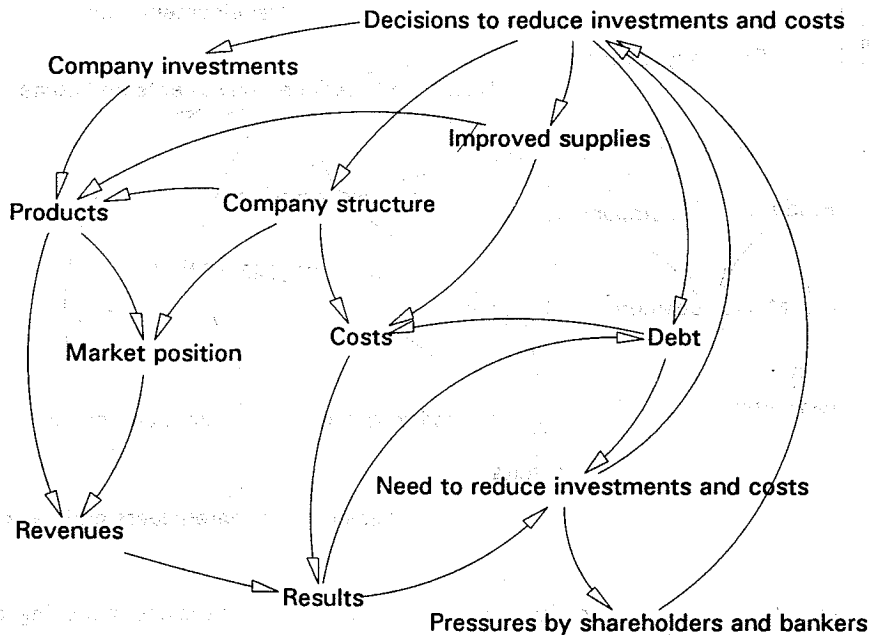 Decisions to reduce investments and costs
Company investments
Improved supplies
Products
Company structure
Costs
Debt
Market position
Need to reduce investments and costs
Revenues
Results
Pressures by shareholders and bankers